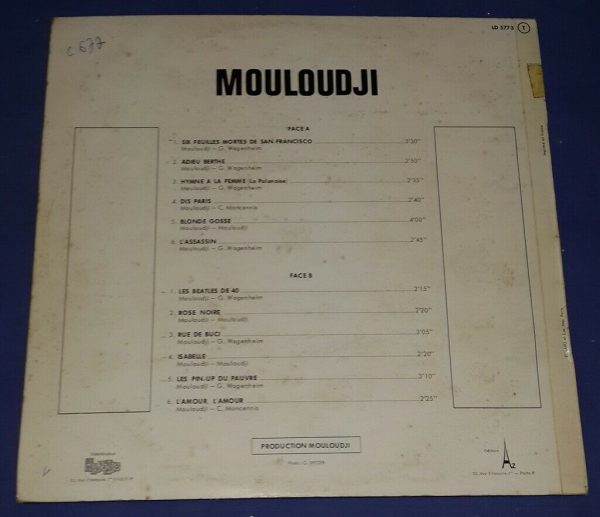 c 677
LD 5773 T
MOULOUDJI
FACE A
1. SIX FEUILLES MORTES DE SAN FRANCISCO 3'30"
Mouloudji — G. Wagenheim
2. ADIEU BERTHE 2'50"
Mouloudji — G. Wagenheim
3. HYMNE A LA FEMME (La Polonaise) 2'35"
Mouloudji — G. Wagenheim
4. DIS PARIS 2'40"
Mouloudji — C. Moncennis
5. BLONDE GOSSE 4'00"
Mouloudji — Mouloudji
6. L'ASSASSIN 2'45"
Mouloudji — G. Wagenheim
FACE B
1. LES BEATLES DE 40 2'15"
Mouloudji — G. Wagenheim
2. ROSE NOIRE 2'20"
Mouloudji — Mouloudji
3. RUE DE BUCI 3'05"
Mouloudji — G. Wagenheim
4. ISABELLE 2'20"
Mouloudji — Mouloudji
5. LES PIN-UP DU PAUVRE 3'10"
Mouloudji — G. Wagenheim
6. L'AMOUR, L'AMOUR 2'25"
Mouloudji — C. Moncennis
PRODUCTION MOULOUDJI
Distribution
Vogue
Editions
AZ